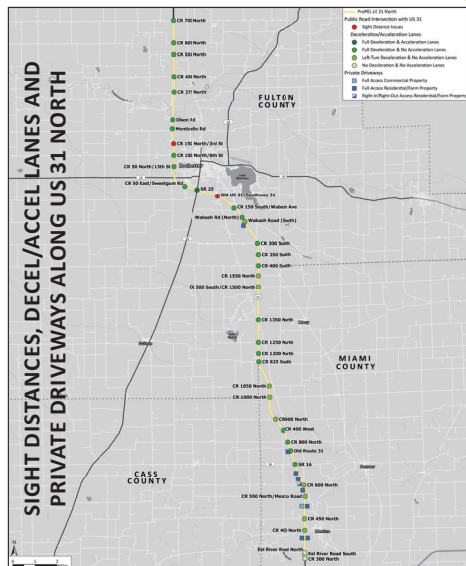 SIGHT DISTANCES, DECEL/ACCEL LANES AND
PRIVATE DRIVEWAYS ALONG US 31 NORTH
ProPEL US 31 North
Public Road Intersection with US 31
Sight Distance Issues
Deceleration/Acceleration Lanes
Full Deceleration & Acceleration Lanes
Full Deceleration & No Acceleration Lanes
Left-Turn Deceleration & No Acceleration Lanes
No Deceleration & No Acceleration Lanes
Private Driveways
Full Access Commercial Property
Full Access Residential/Farm Property
Right In/Right Out Access Residential/Farm Property
CR 700 North
CR 600 North
CR 550 North
CR 450 North
CR 375 North
FULTON
COUNTY
Olson Rd
Monticello Rd
CR 150 North/3rd St
CR 100 North/6th St
Rochester
CR 50 North/13th St
CR 50 East/Sweetgum Rd
SR 25
Old US 31/Southway 31
CR 150 South/Wabash Ave
Wabash Rd (North)
Wabash Road (South)
CR 300 South
CR 350 South
CR 400 South
CR 1550 North
CR 500 South/CR 1500 North
CR 1350 North
Macy
CR 1250 North
CR 1200 North
CR 825 South
Fulton
MIAMI
COUNTY
CR 1050 North
CR 1000 North
CR 900 North
CR 400 West
CR 800 North
Old Route 31
SR 16
Denver
CASS
COUNTY
CR 600 North
CR 550 North/Mexico Road
CR 450 North
CR 400 North
Mexico
Eel River Road North
Eel River Road South
CR 300 North
N